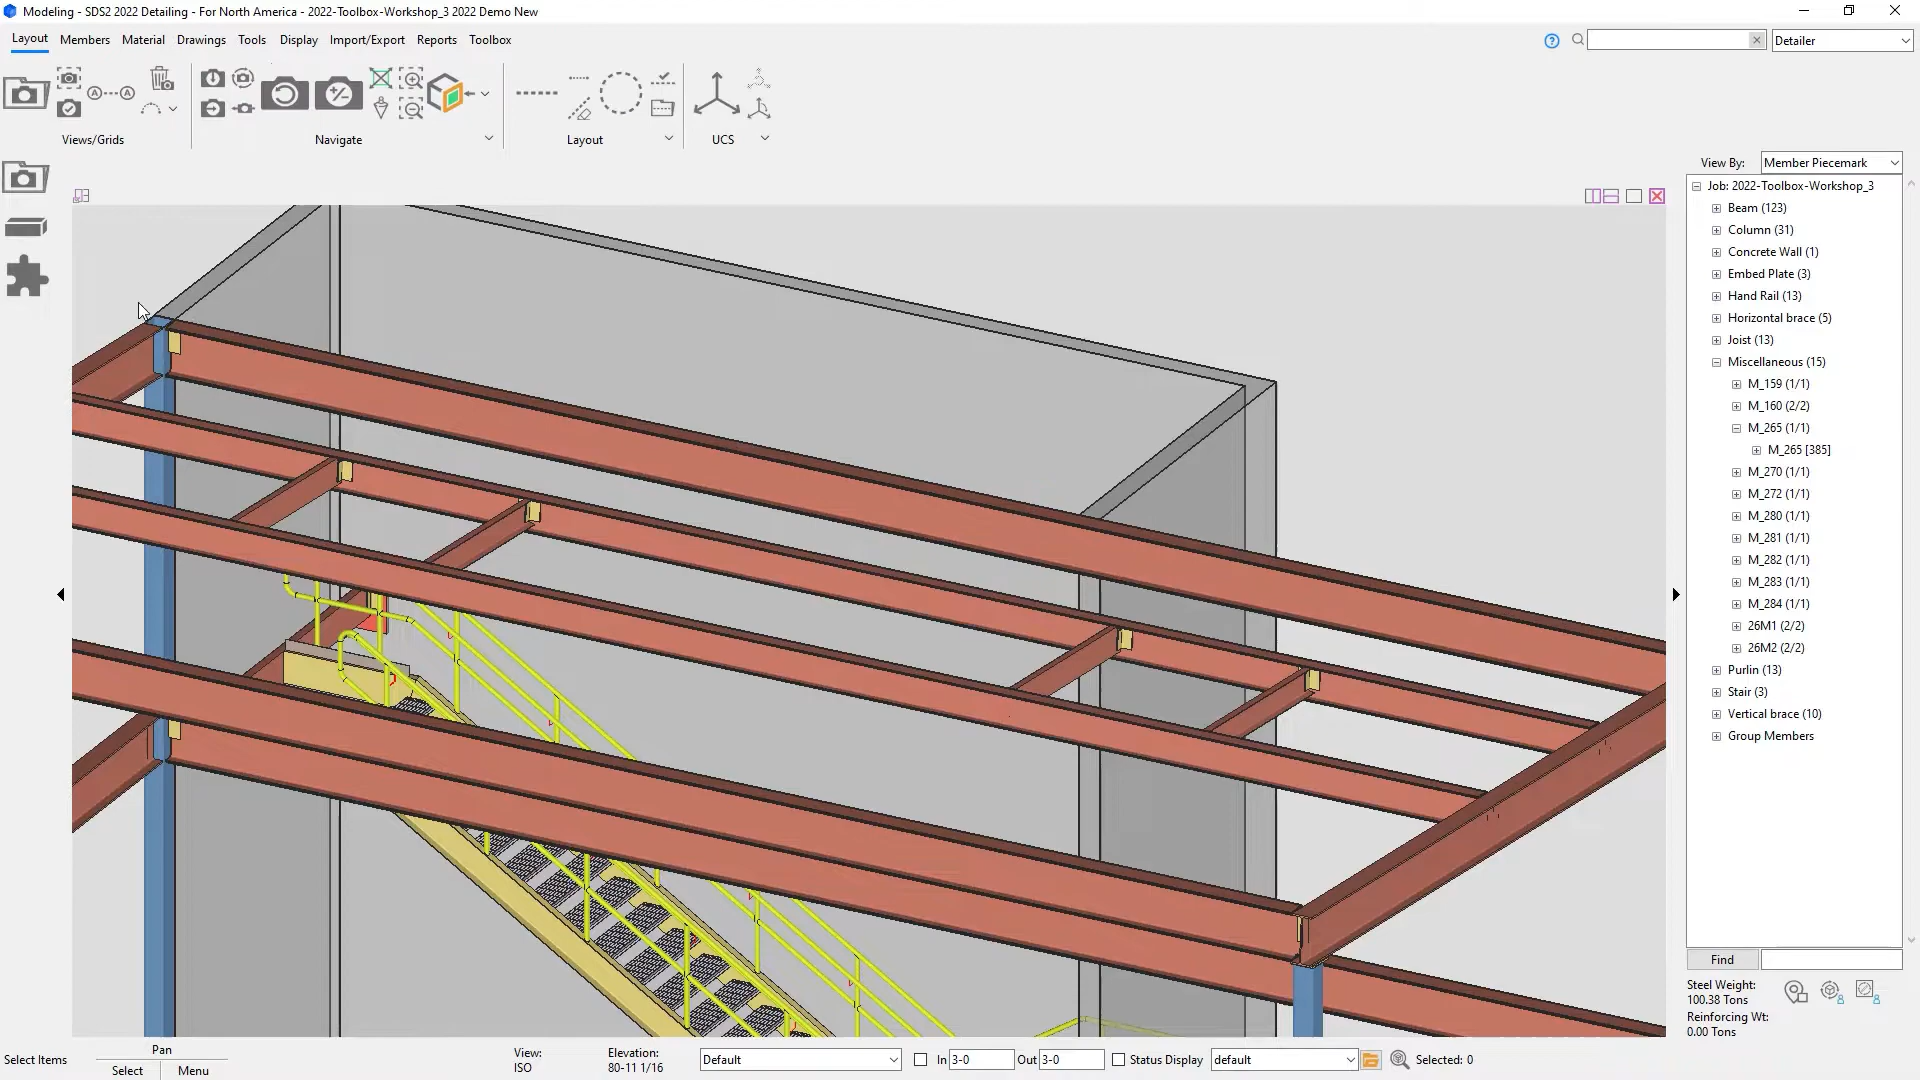 Modeling - SDS2 2022 Detailing - For North America - 2022-Toolbox-Workshop_3 2022 Demo New
Layout Members Material Drawings Tools Display Import/Export Reports Toolbox
Detailer
Views/Grids Navigate Layout UCS
View By: Member Piecemark
Job: 2022-Toolbox-Workshop_3
Beam (123)
Column (31)
Concrete Wall (1)
Embed Plate (3)
Hand Rail (13)
Horizontal brace (5)
Joist (13)
Miscellaneous (15)
M_159 (1/1)
M_160 (2/2)
M_265 (1/1)
M_265 [385]
M_270 (1/1)
M_272 (1/1)
M_280 (1/1)
M_281 (1/1)
M_282 (1/1)
M_283 (1/1)
M_284 (1/1)
26M1 (2/2)
26M2 (2/2)
Purlin (13)
Stair (3)
Vertical brace (10)
Group Members
Find
Steel Weight:
100.38 Tons
Reinforcing Wt:
0.00 Tons
Select Items
Pan
Select Menu
View:
ISO
Elevation:
80-11 1/16
Default
In 3-0 Out 3-0
Status Display default
Selected: 0